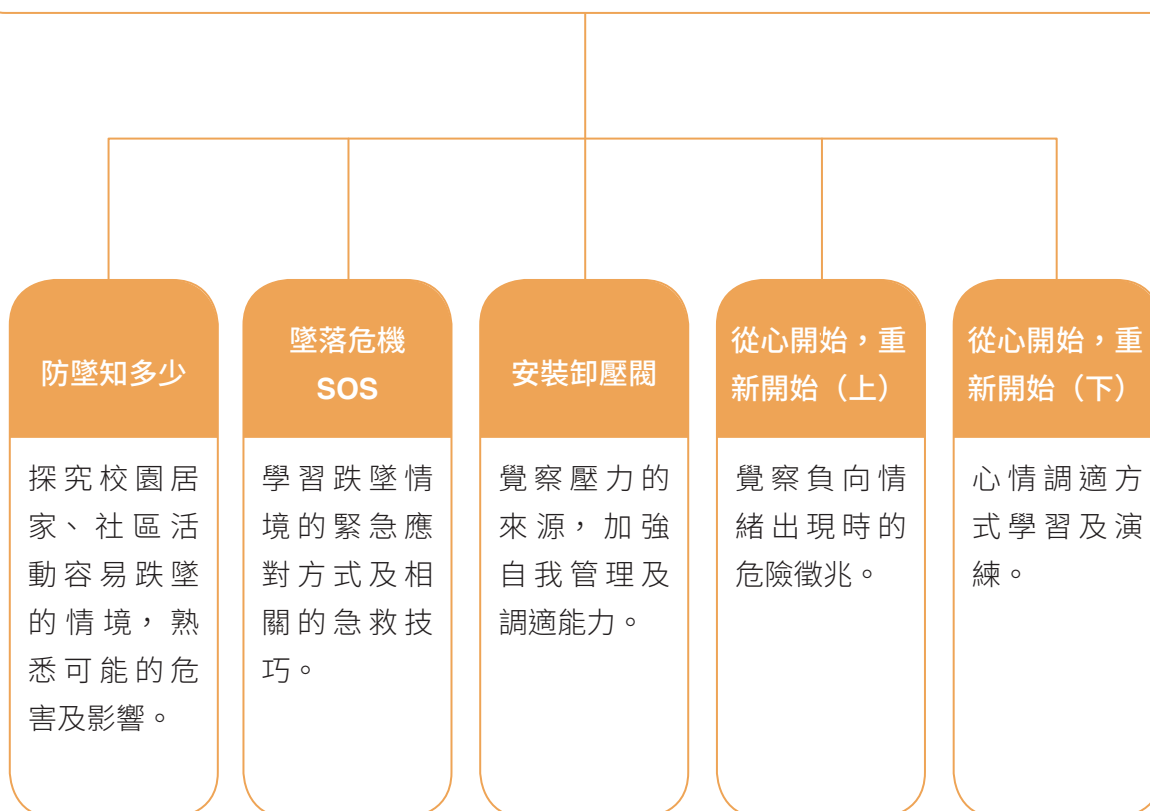 防墜知多少
探究校園居
家、社區活
動容易跌墜
的情境，熟
悉可能的危
害及影響。
墜落危機
SOS
學習跌墜情
境的緊急應
對方式及相
關的急救技
巧。
安裝卸壓閥
覺察壓力的
來源，加強
自我管理及
調適能力。
從心開始，重
新開始（上）
覺察負向情
緒出現時的
危險徵兆。
從心開始，重
新開始（下）
心情調適方
式學習及演
練。